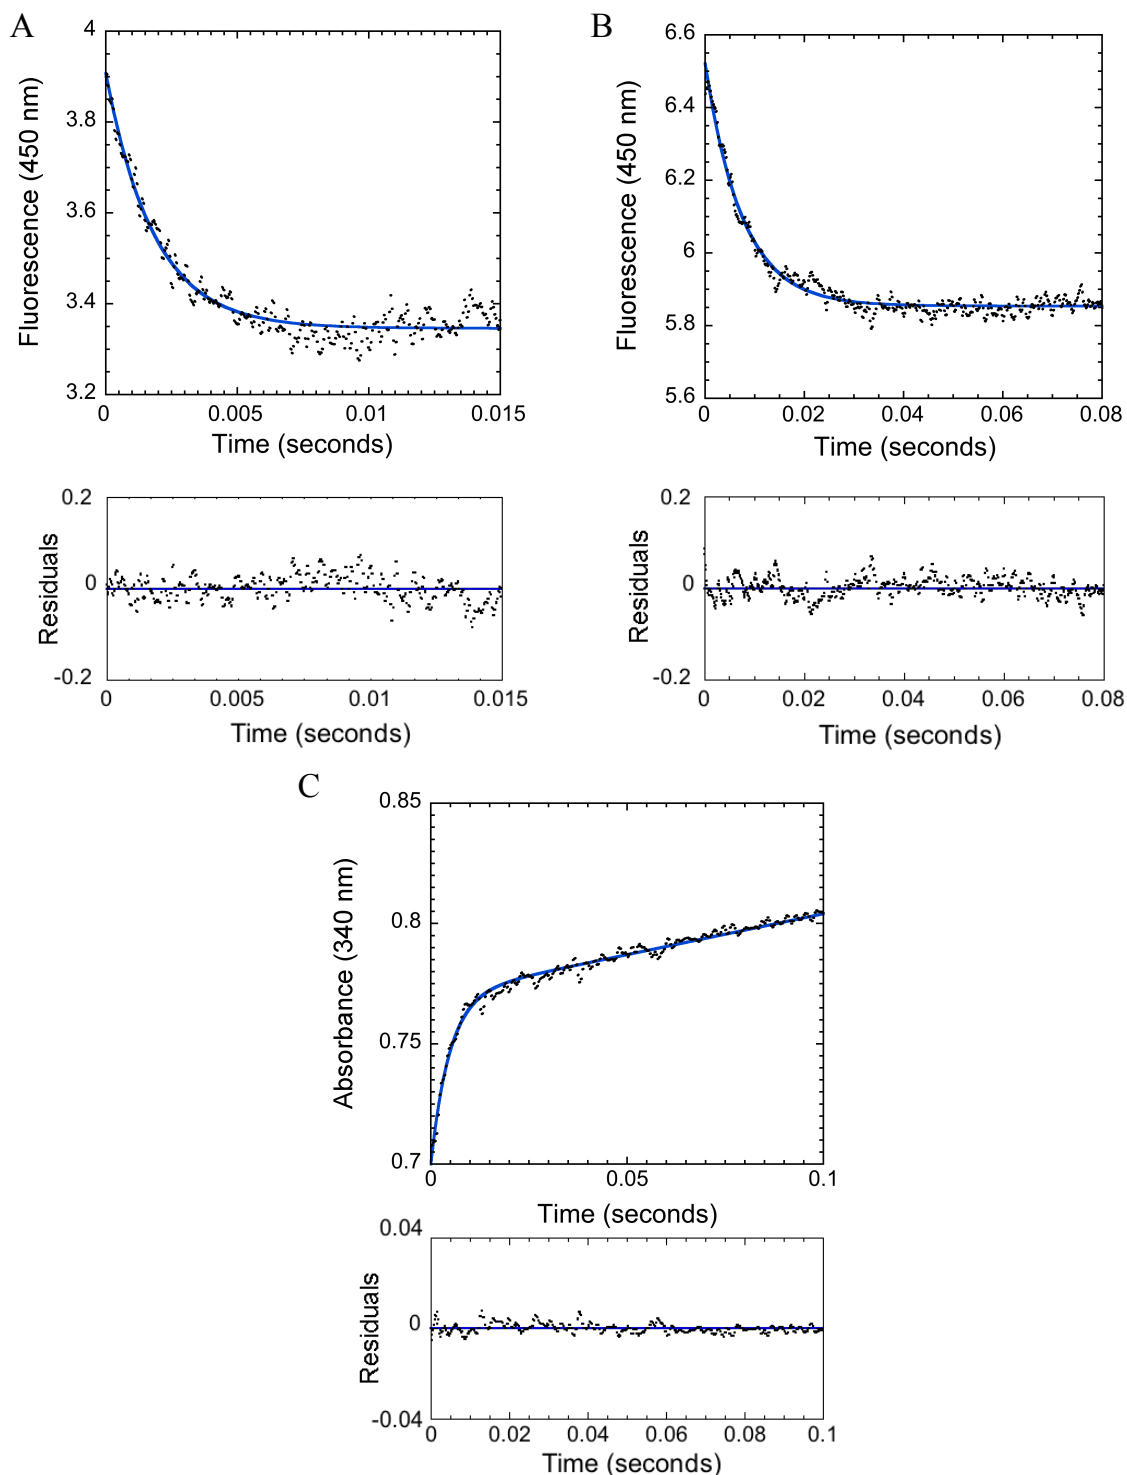 A
B
4
3.8
3.6
3.4
3.2
Fluorescence (450 nm)
0 0.005 0.01 0.015
Time (seconds)
6.6
6.4
6.2
6
5.8
5.6
Fluorescence (450 nm)
0 0.02 0.04 0.06 0.08
Time (seconds)
0.2
0
-0.2
Residuals
0 0.005 0.010 0.015
Time (seconds)
0.2
0
-0.2
Residuals
0 0.02 0.04 0.06 0.08
Time (seconds)
C
0.85
0.8
0.75
0.7
Absorbance (340 nm)
0 0.05 0.1
Time (seconds)
0.04
0
-0.04
Residuals
0 0.02 0.04 0.06 0.08 0.1
Time (seconds)